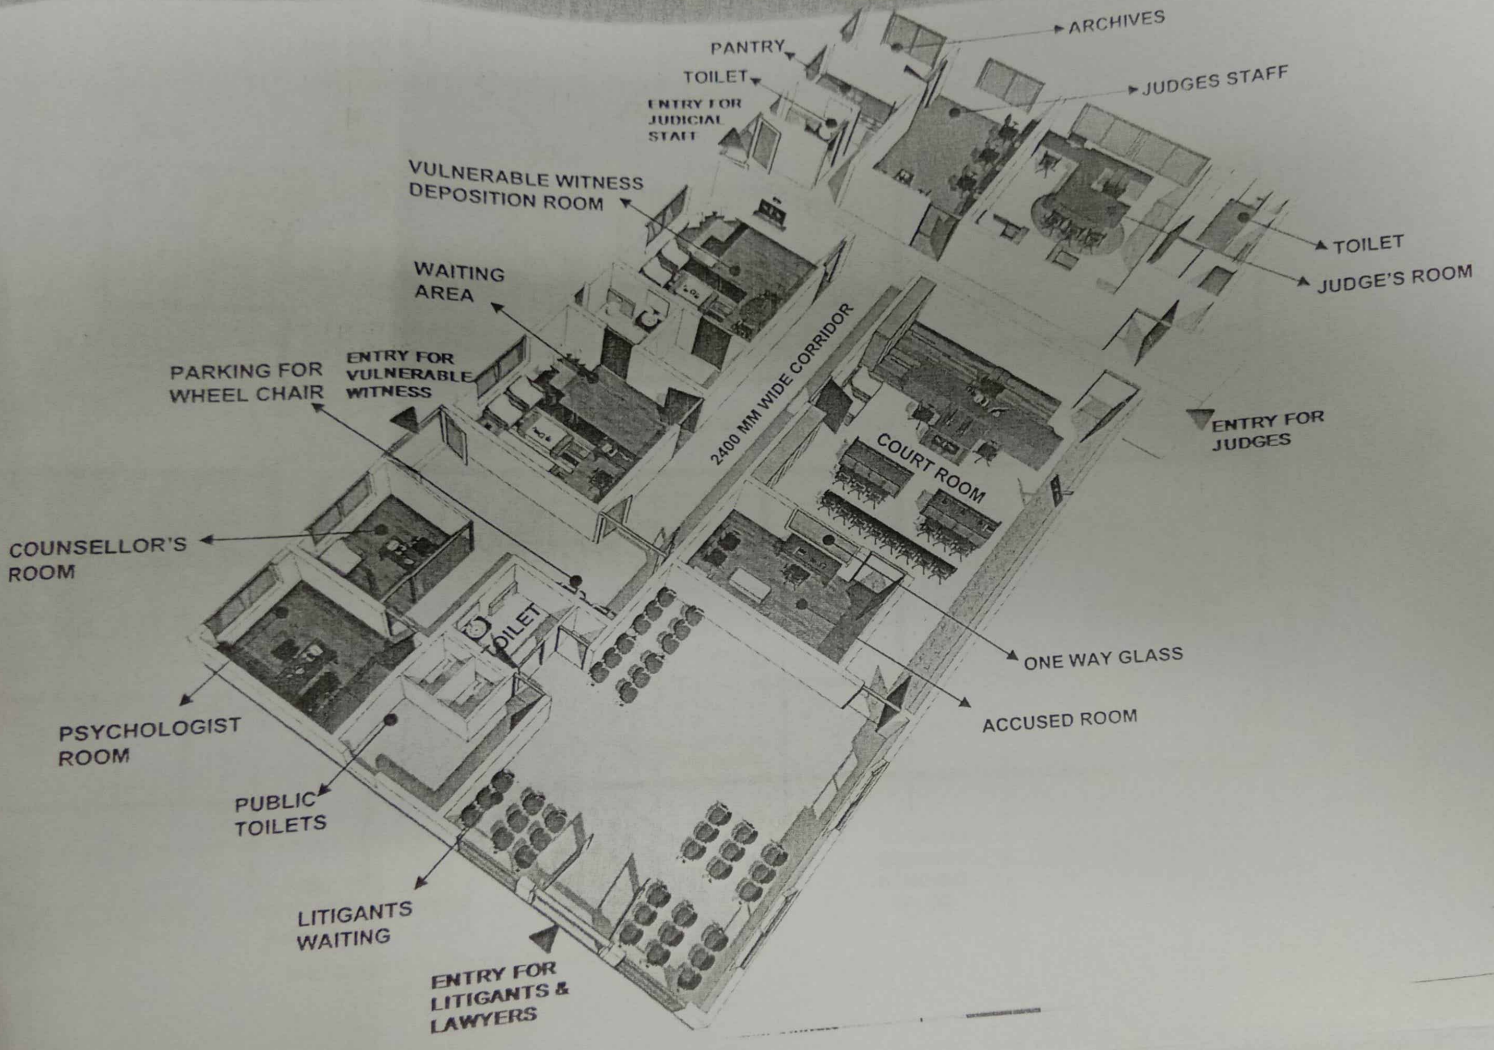 ARCHIVES
PANTRY
TOILET
JUDGES STAFF
ENTRY FOR
JUDICIAL
STAFF
VULNERABLE WITNESS
DEPOSITION ROOM
TOILET
JUDGE'S ROOM
WAITING
AREA
2400 MM WIDE CORRIDOR
PARKING FOR
WHEEL CHAIR
ENTRY FOR
VULNERABLE
WITNESS
ENTRY FOR
JUDGES
COURT ROOM
COUNSELLOR'S
ROOM
TOILET
ONE WAY GLASS
ACCUSED ROOM
PSYCHOLOGIST
ROOM
PUBLIC
TOILETS
LITIGANTS
WAITING
ENTRY FOR
LITIGANTS &
LAWYERS